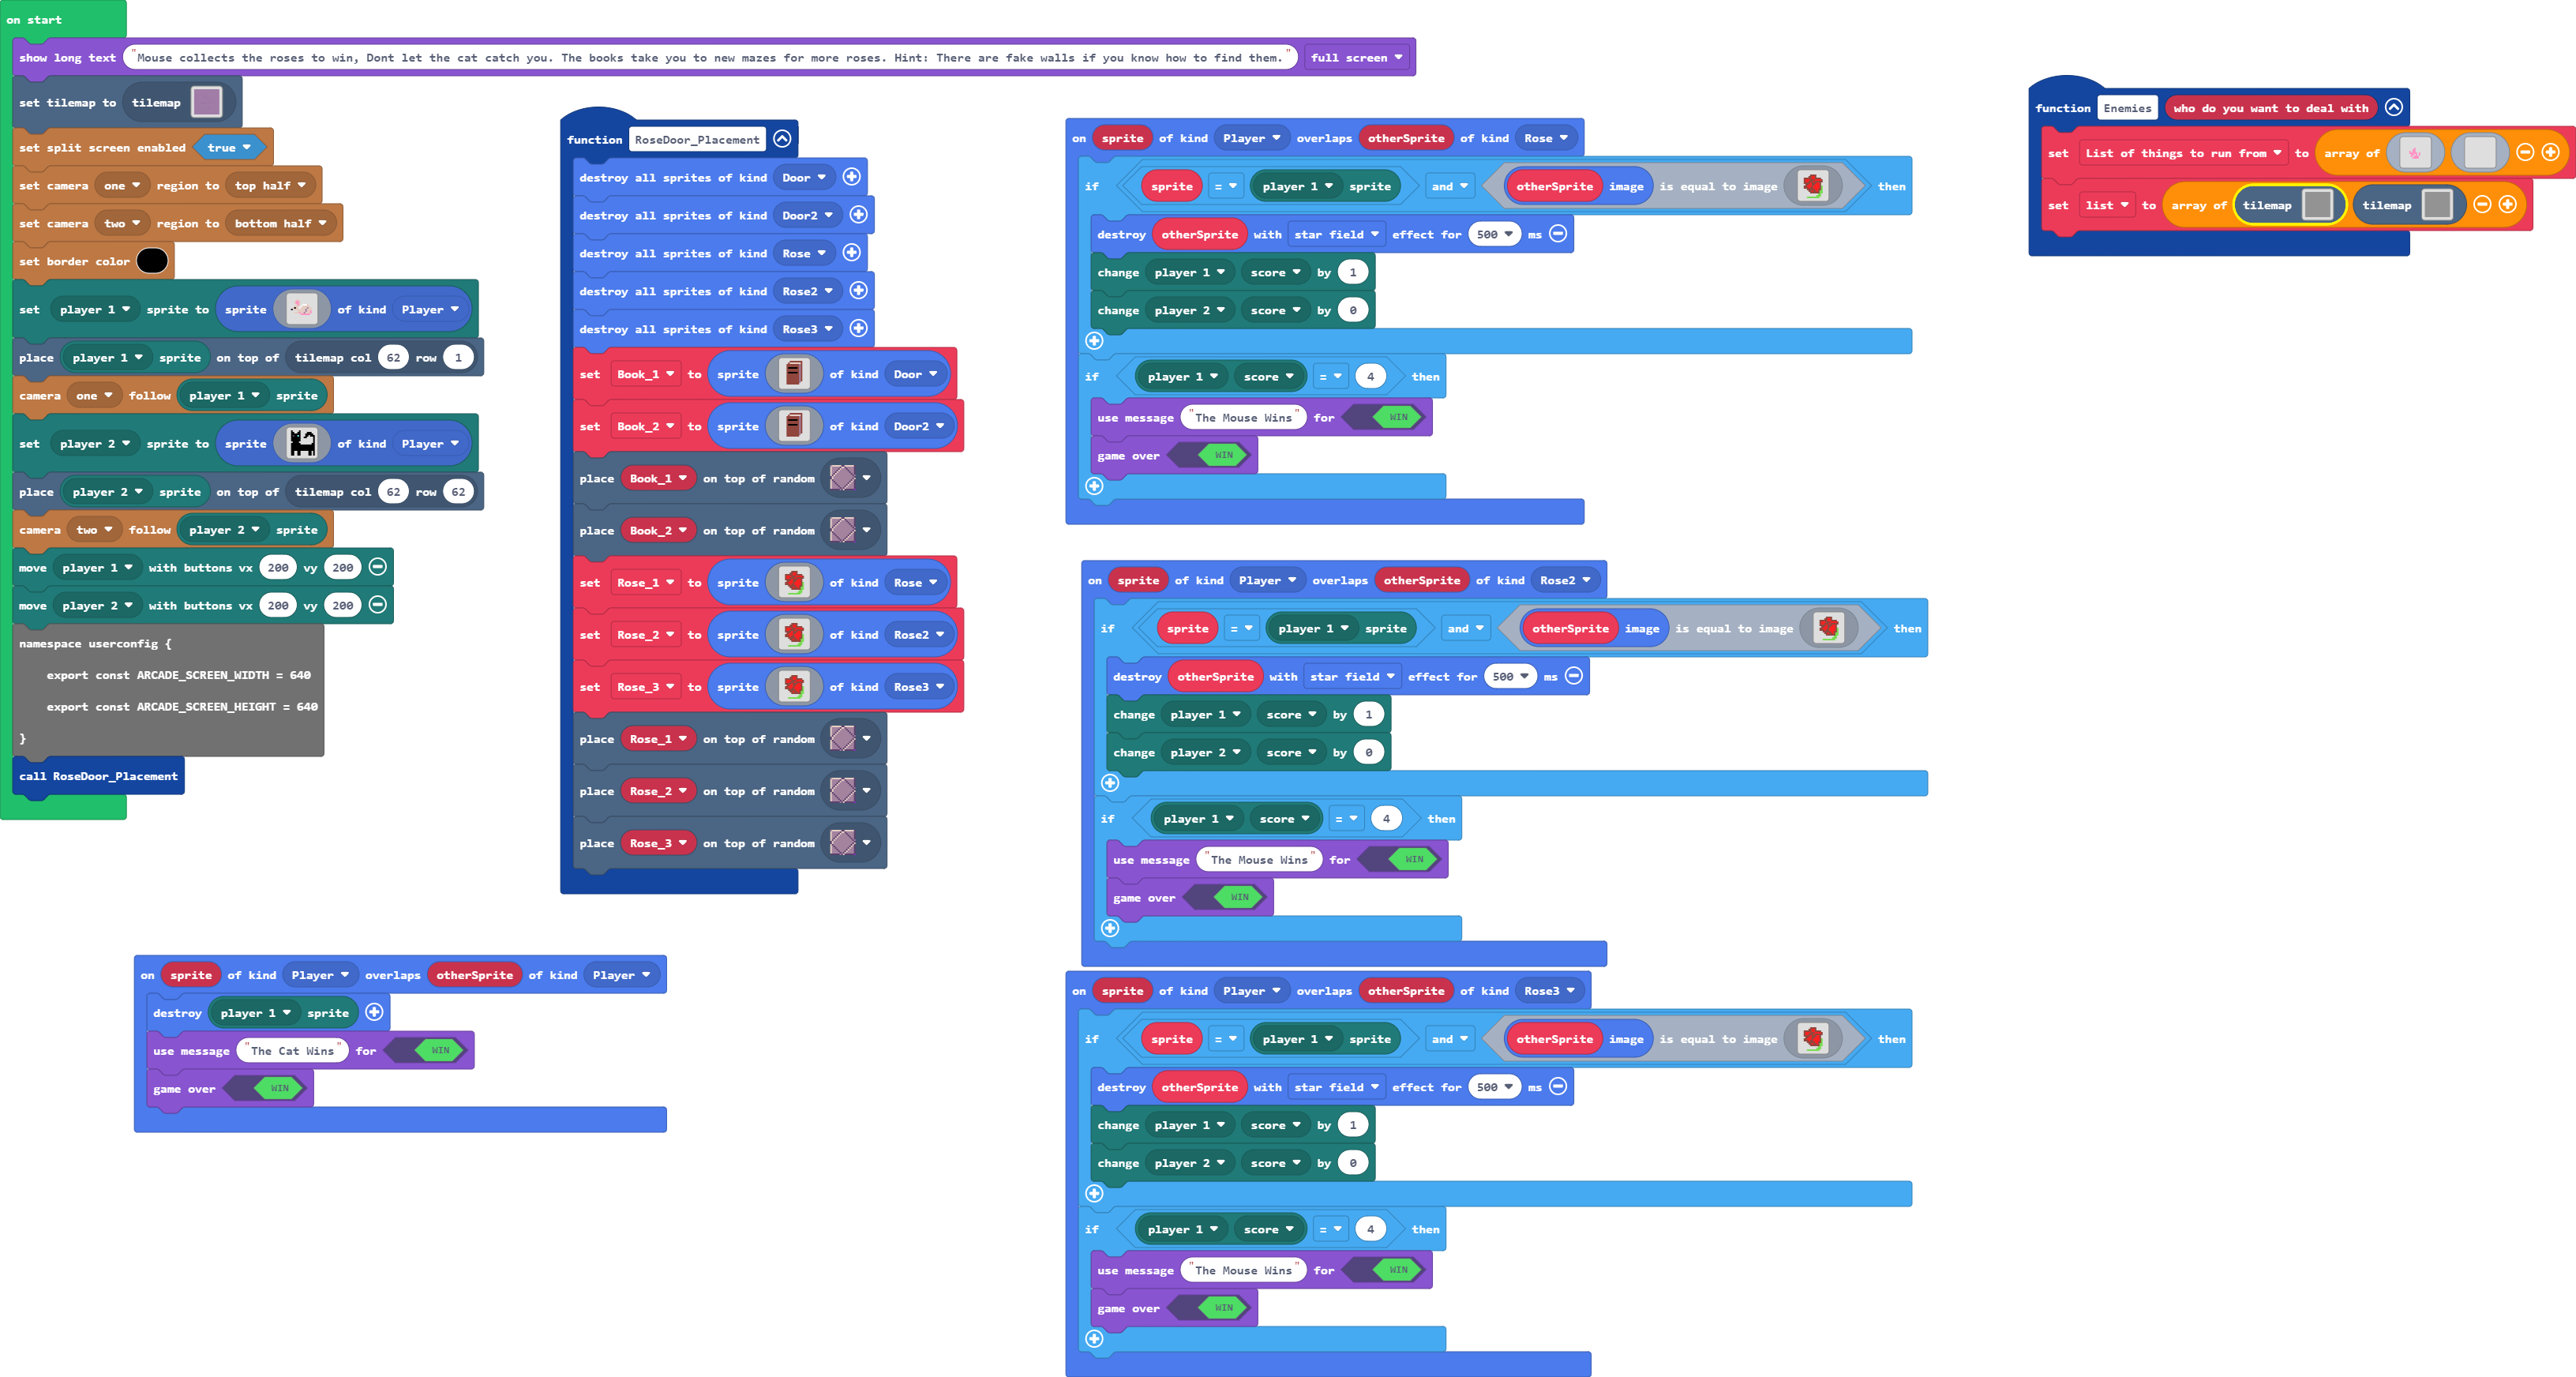 on start
show long text "Mouse collects the roses to win, Dont let the cat catch you. The books take you to new mazes for more roses. Hint: There are fake walls if you know how to find them." full screen
set tilemap to tilemap
set split screen enabled true
set camera one region to top half
set camera two region to bottom half
set border color
set player 1 sprite to sprite of kind Player
place player 1 sprite on top of tilemap col 62 row 1
camera one follow player 1 sprite
set player 2 sprite to sprite of kind Player
place player 2 sprite on top of tilemap col 62 row 62
camera two follow player 2 sprite
move player 1 with buttons vx 200 vy 200
move player 2 with buttons vx 200 vy 200
namespace userconfig {
export const ARCADE_SCREEN_WIDTH = 640
export const ARCADE_SCREEN_HEIGHT = 640
}
call RoseDoor_Placement
on sprite of kind Player overlaps otherSprite of kind Player
destroy player 1 sprite
use message "The Cat Wins" for WIN
game over WIN
function RoseDoor_Placement
destroy all sprites of kind Door
destroy all sprites of kind Door2
destroy all sprites of kind Rose
destroy all sprites of kind Rose2
destroy all sprites of kind Rose3
set Book_1 to sprite of kind Door
set Book_2 to sprite of kind Door2
place Book_1 on top of random
place Book_2 on top of random
set Rose_1 to sprite of kind Rose
set Rose_2 to sprite of kind Rose2
set Rose_3 to sprite of kind Rose3
place Rose_1 on top of random
place Rose_2 on top of random
place Rose_3 on top of random
on sprite of kind Player overlaps otherSprite of kind Rose
if sprite = player 1 sprite and otherSprite image is equal to image then
destroy otherSprite with star field effect for 500 ms
change player 1 score by 1
change player 2 score by 0
if player 1 score = 4 then
use message "The Mouse Wins" for WIN
game over WIN
on sprite of kind Player overlaps otherSprite of kind Rose2
if sprite = player 1 sprite and otherSprite image is equal to image then
destroy otherSprite with star field effect for 500 ms
change player 1 score by 1
change player 2 score by 0
if player 1 score = 4 then
use message "The Mouse Wins" for WIN
game over WIN
on sprite of kind Player overlaps otherSprite of kind Rose3
if sprite = player 1 sprite and otherSprite image is equal to image then
destroy otherSprite with star field effect for 500 ms
change player 1 score by 1
change player 2 score by 0
if player 1 score = 4 then
use message "The Mouse Wins" for WIN
game over WIN
function Enemies who do you want to deal with
set List of things to run from to array of
set list to array of tilemap tilemap